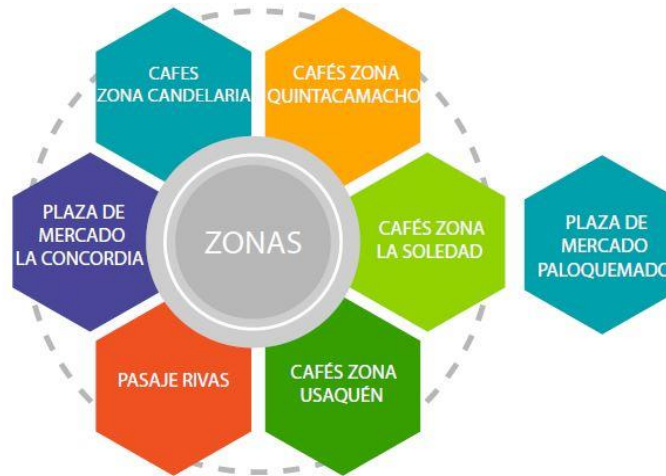 CAFES
ZONA CANDELARIA
CAFÉS ZONA
QUINTACAMACHO
PLAZA DE
MERCADO
LA CONCORDIA
ZONAS
CAFÉS ZONA
LA SOLEDAD
PLAZA DE
MERCADO
PALOQUEMADO
PASAJE RIVAS
CAFÉS ZONA
USAQUÉN